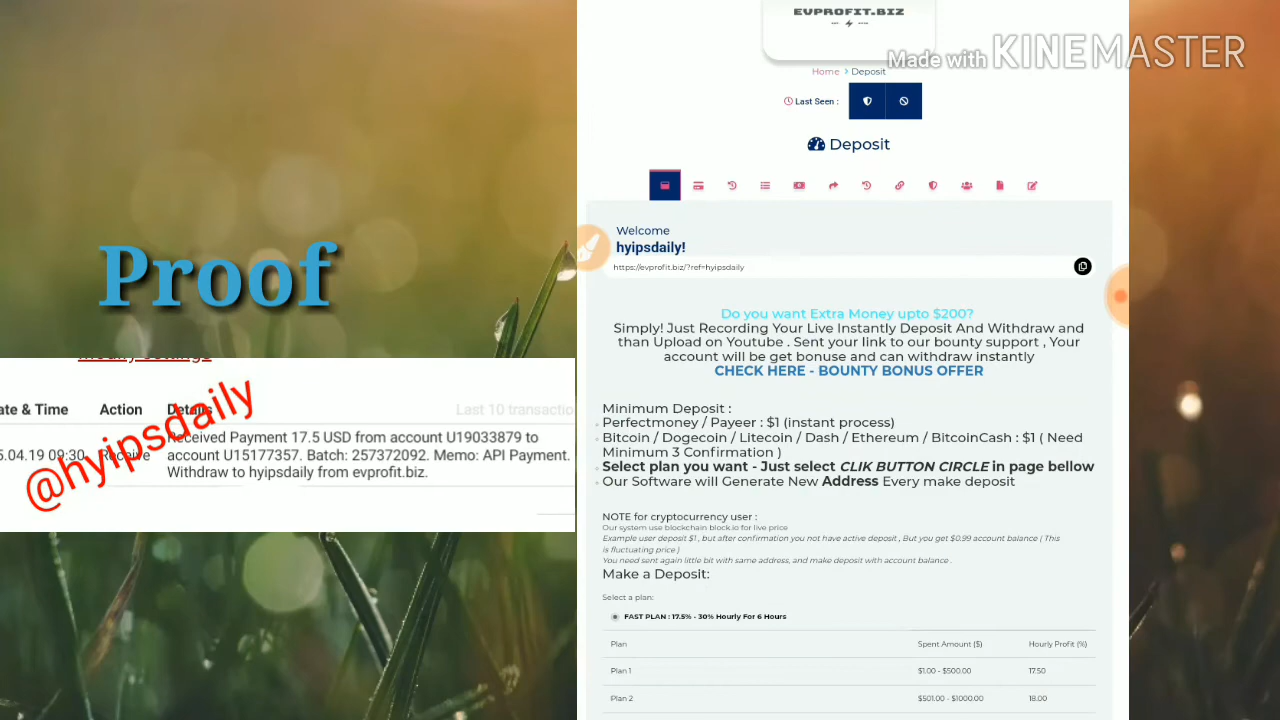 EVPROFIT.BIZ
Made with KINEMASTER
Home > Deposit
Last Seen :
Deposit
Welcome
hyipsdaily!
https://evprofit.biz/?ref=hyipsdaily
Do you want Extra Money upto $200?
Simply! Just Recording Your Live Instantly Deposit And Withdraw and
than Upload on Youtube . Sent your link to our bounty support , Your
account will be get bonuse and can withdraw instantly
CHECK HERE - BOUNTY BONUS OFFER
Minimum Deposit :
Perfectmoney / Payeer : $1 (instant process)
Bitcoin / Dogecoin / Litecoin / Dash / Ethereum / BitcoinCash : $1 ( Need
Minimum 3 Confirmation )
Select plan you want - Just select CLIK BUTTON CIRCLE in page bellow
Our Software will Generate New Address Every make deposit
NOTE for cryptocurrency user :
Our system use blockchain block.io for live price
Example user deposit $1 , but after confirmation you not have active deposit , But you get $0.99 account balance ( This
is fluctuating price )
You need sent again little bit with same address, and make deposit with account balance .
Make a Deposit:
Select a plan:
FAST PLAN : 17.5% - 30% Hourly For 6 Hours
Plan Spent Amount ($) Hourly Profit (%)
Plan 1 $1.00 - $500.00 17.50
Plan 2 $501.00 - $1000.00 18.00
Proof
ate & Time Action Details Last 10 transactio
5.04.19 09:30 Receive Received Payment 17.5 USD from account U19033879 to
account U15177357. Batch: 257372092. Memo: API Payment.
Withdraw to hyipsdaily from evprofit.biz.
@hyipsdaily